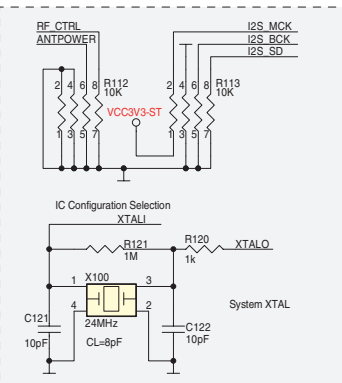 RF_CTRL
ANTPOWER
I2S_MCK
I2S_BCK
I2S_SD
2 4 6 8
R112
10K
VCC3V3-ST
2 4 6 8
R113
10K
1 3 5 7
1 3 5 7
IC Configuration Selection
XTALI
R121
1M
R120
1k
XTALO
X100
1
3
4
2
24MHz
CL=8pF
System XTAL
C121
10pF
C122
10pF